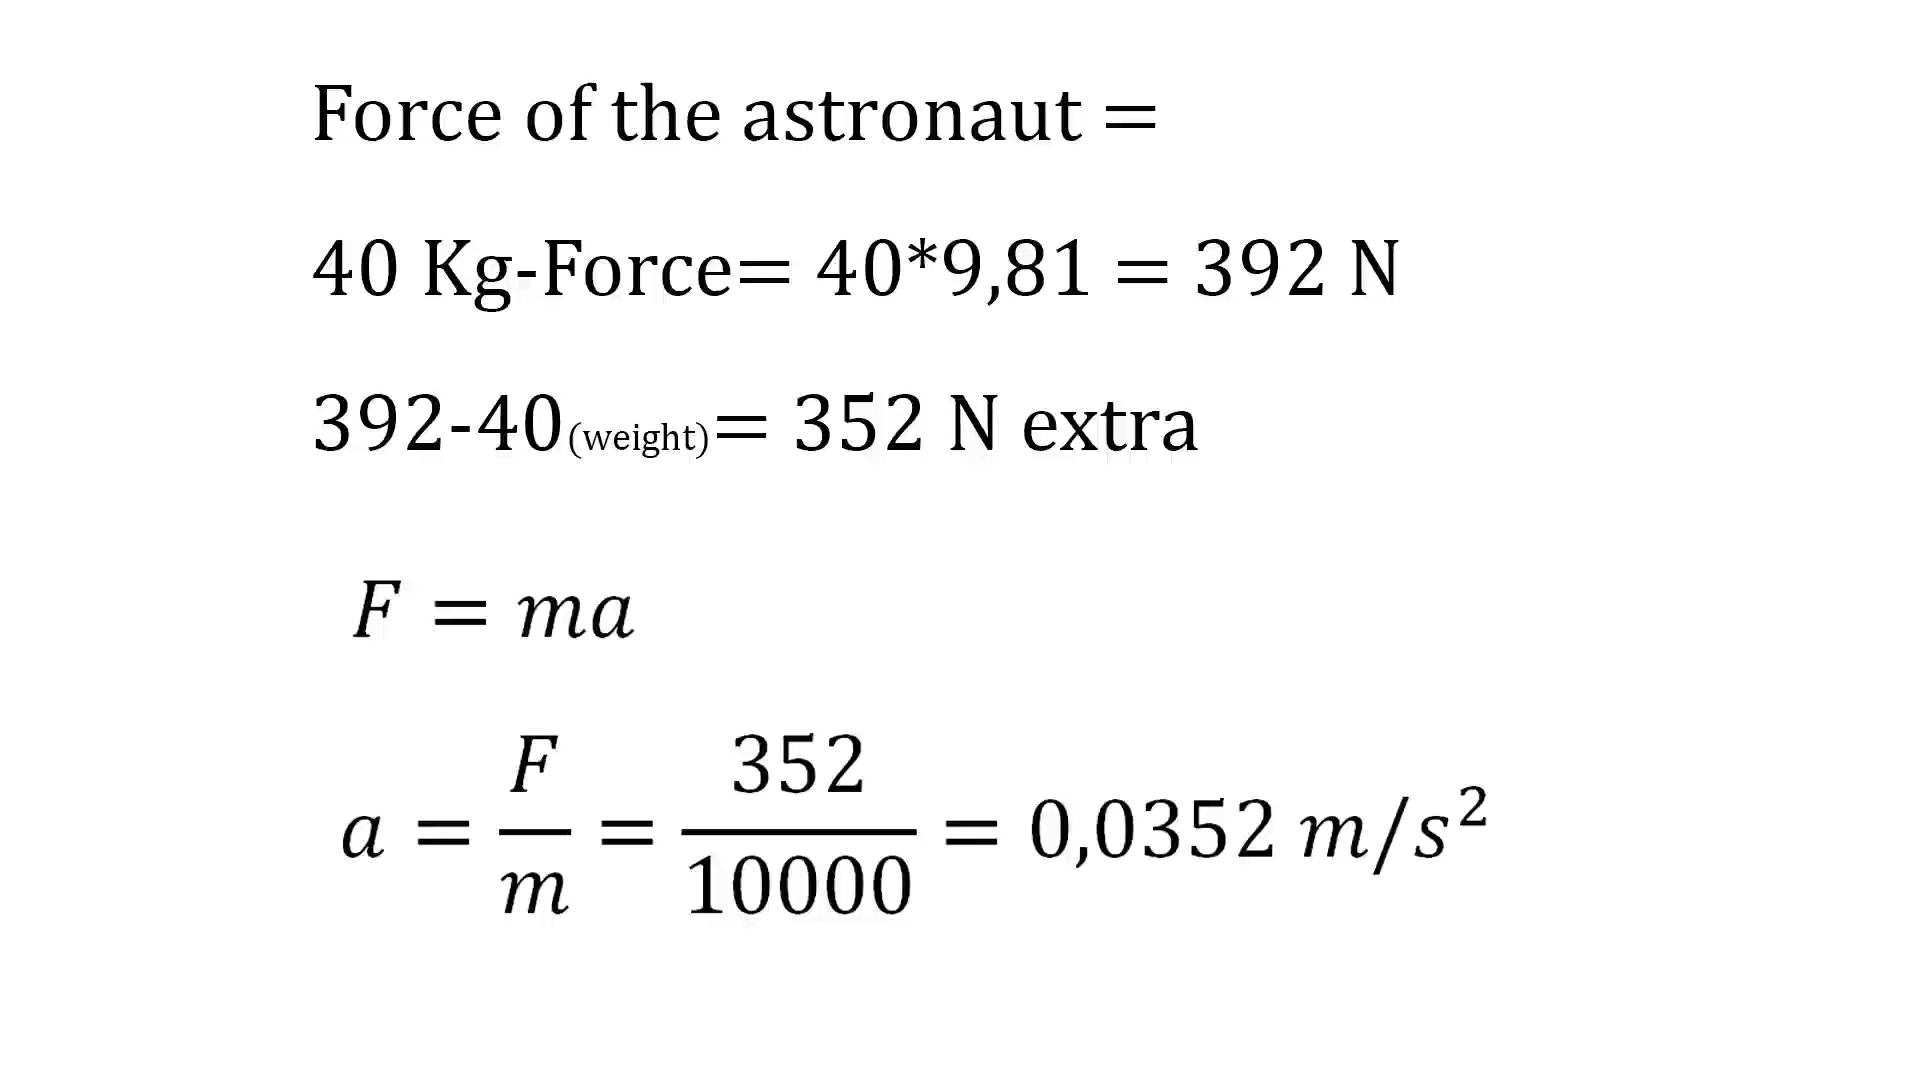 Force of the astronaut =
40 Kg-Force= 40*9,81 = 392 N
392-40(weight)= 352 N extra
F = ma
a = F/m = 352/10000 = 0,0352 m/s²